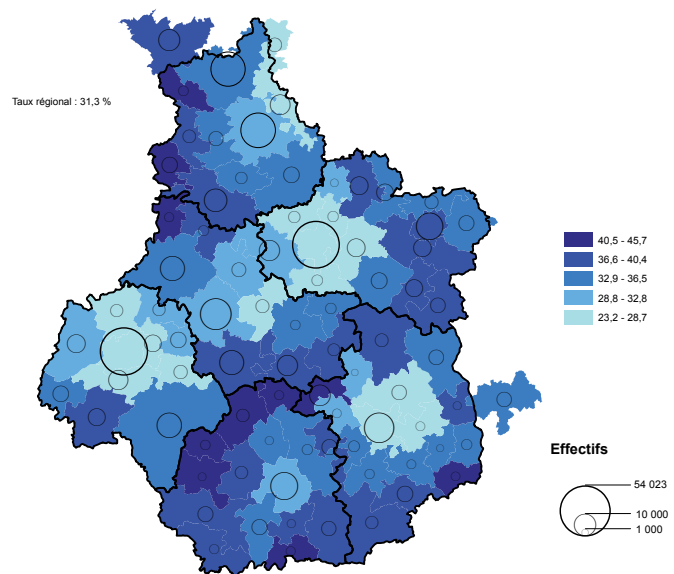 Taux régional : 31,3 %
40,5 - 45,7
36,6 - 40,4
32,9 - 36,5
28,8 - 32,8
23,2 - 28,7
Effectifs
54 023
10 000
1 000